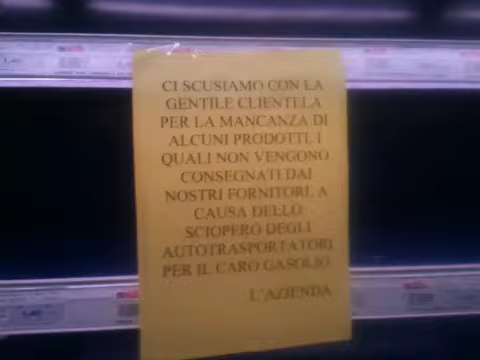 CI SCUSIAMO CON LA
GENTILE CLIENTELA
PER LA MANCANZA DI
ALCUNI PRODOTTI, I
QUALI NON VENGONO
CONSEGNATI DAI
NOSTRI FORNITORI, A
CAUSA DELLO
SCIOPERO DEGLI
AUTOTRASPORTATORI
PER IL CARO GASOLIO.
L'AZIENDA